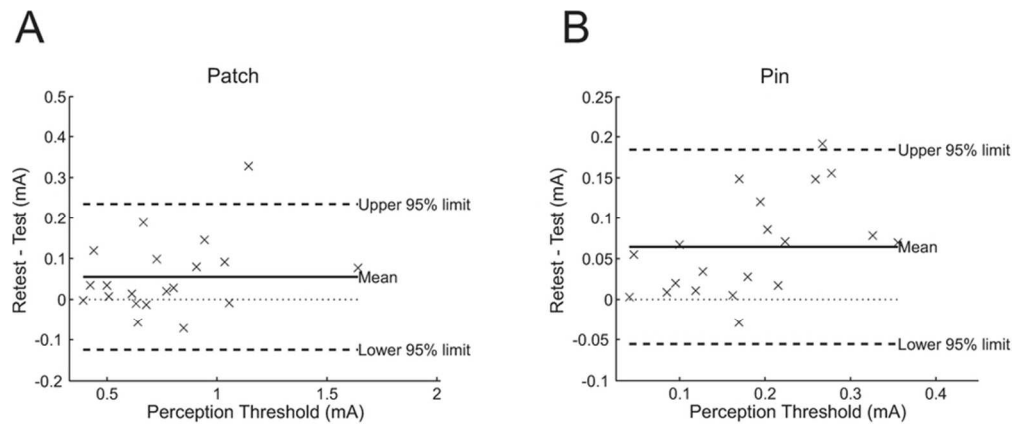 A
Patch
0.5
0.4
0.3
0.2
0.1
0
-0.1
-0.2
Retest - Test (mA)
Upper 95% limit
Mean
Lower 95% limit
0.5 1 1.5 2
Perception Threshold (mA)
B
Pin
0.25
0.2
0.15
0.1
0.05
0
-0.05
-0.1
Retest - Test (mA)
Upper 95% limit
Mean
Lower 95% limit
0.1 0.2 0.3 0.4
Perception Threshold (mA)